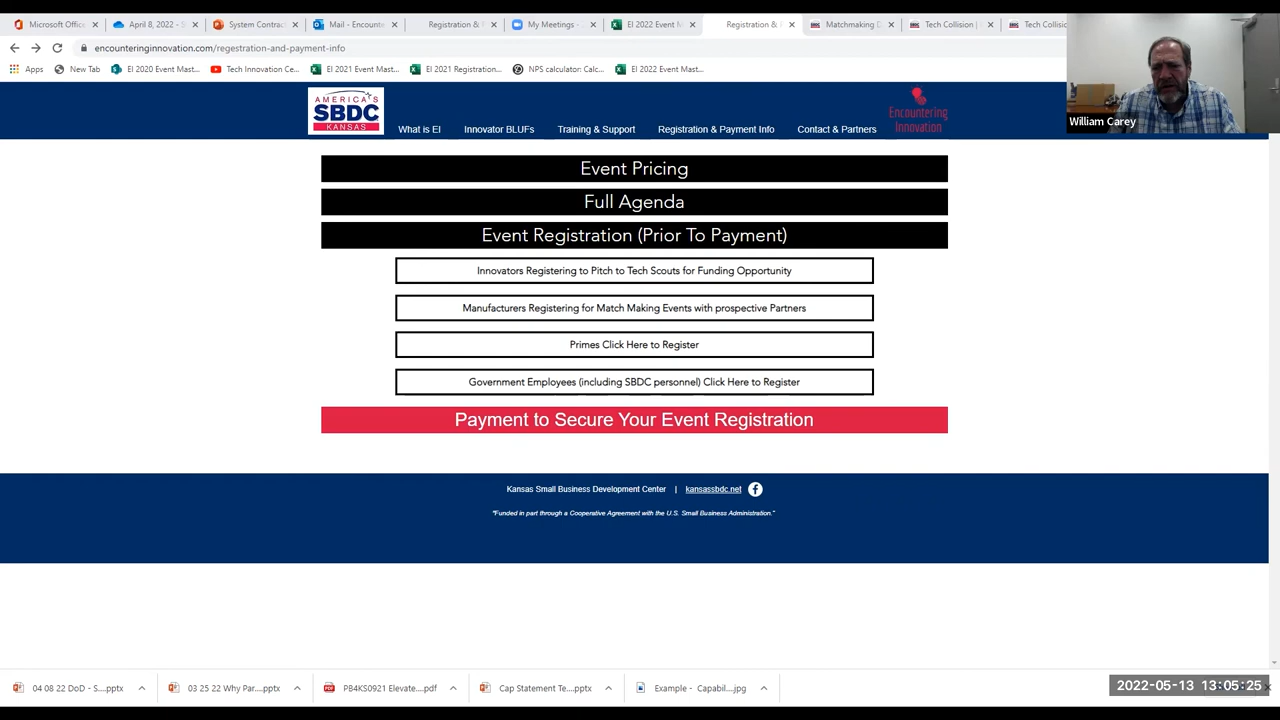 Microsoft Offic
April 8, 2022 -
System Contrac
Mail - Encounte
Registration & 
My Meetings -
EI 2022 Event M
Registration &
Matchmaking D
Tech Collision |
Tech Collisio
encounteringinnovation.com/regestration-and-payment-info
Apps
New Tab
EI 2020 Event Mast...
Tech Innovation Ce...
EI 2021 Event Mast...
EI 2021 Registration...
NPS calculator: Calc...
EI 2022 Event Mast...
William Carey
AMERICA'S
SBDC
KANSAS
What is EI
Innovator BLUFs
Training & Support
Registration & Payment Info
Contact & Partners
Encountering
Innovation
Event Pricing
Full Agenda
Event Registration (Prior To Payment)
Innovators Registering to Pitch to Tech Scouts for Funding Opportunity
Manufacturers Registering for Match Making Events with prospective Partners
Primes Click Here to Register
Government Employees (including SBDC personnel) Click Here to Register
Payment to Secure Your Event Registration
Kansas Small Business Development Center | kansassbdc.net
"Funded in part through a Cooperative Agreement with the U.S. Small Business Administration."
04 08 22 DoD - S....pptx
03 25 22 Why Par....pptx
PB4KS0921 Elevate....pdf
Cap Statement Te....pptx
Example - Capabil....jpg
2022-05-13 13:05:25